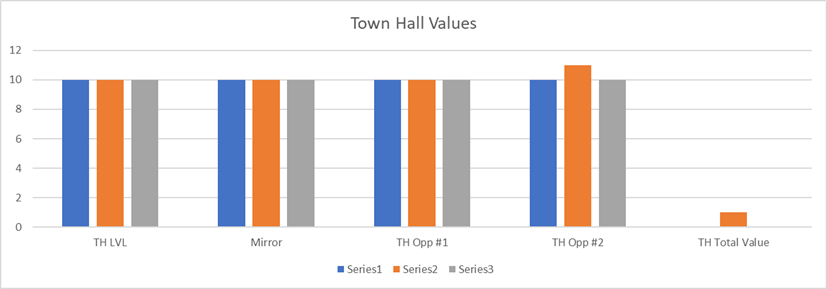 Town Hall Values
12
10
8
6
4
2
0
TH LVL Mirror TH Opp #1 TH Opp #2 TH Total Value
Series1 Series2 Series3